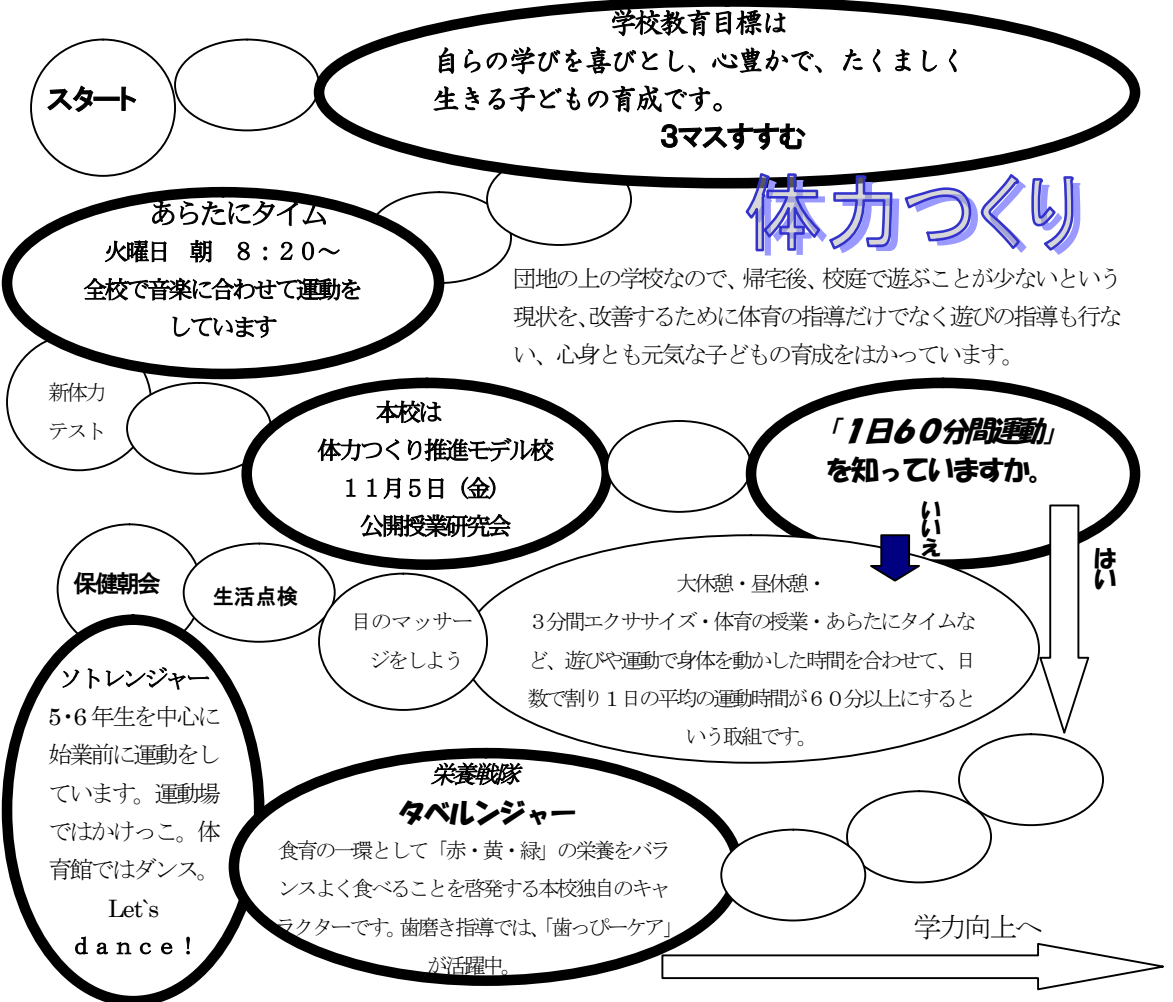 スタート
学校教育目標は
自らの学びを喜びとし、心豊かで、たくましく
生きる子どもの育成です。
3マスすすむ
体力つくり
団地の上の学校なので、帰宅後、校庭で遊ぶことが少ないという
現状を、改善するために体育の指導だけでなく遊びの指導も行な
い、心身とも元気な子どもの育成をはかっています。
あらたにタイム
火曜日　朝　８：２０～
全校で音楽に合わせて運動を
しています
新体力
テスト
本校は
体力つくり推進モデル校
１１月５日（金）
公開授業研究会
「１日６０分間運動」
を知っていますか。
いいえ
はい
大休憩・昼休憩・
３分間エクササイズ・体育の授業・あらたにタイムな
ど、遊びや運動で身体を動かした時間を合わせて、日
数で割り１日の平均の運動時間が６０分以上にすると
いう取組です。
目のマッサー
ジをしよう
生活点検
保健朝会
ソトレンジャー
5・6 年生を中心に
始業前に運動をし
ています。運動場
ではかけっこ。体
育館ではダンス。
Let`s
ｄａｎｃｅ！
栄養戦隊
タベルンジャー
食育の一環として「赤・黄・緑」の栄養をバラ
ンスよく食べることを啓発する本校独自のキャ
ラクターです。歯磨き指導では、「歯っぴーケア」
が活躍中。
学力向上へ